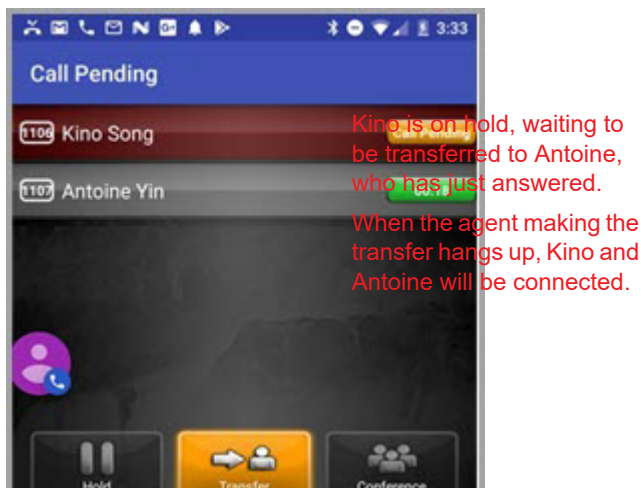 3:33
Call Pending
1106 Kino Song
Call Pending
1107 Antoine Yin
Kino is on hold, waiting to
be transferred to Antoine,
who has just answered.
When the agent making the
transfer hangs up, Kino and
Antoine will be connected.
Hold
Transfer
Conference